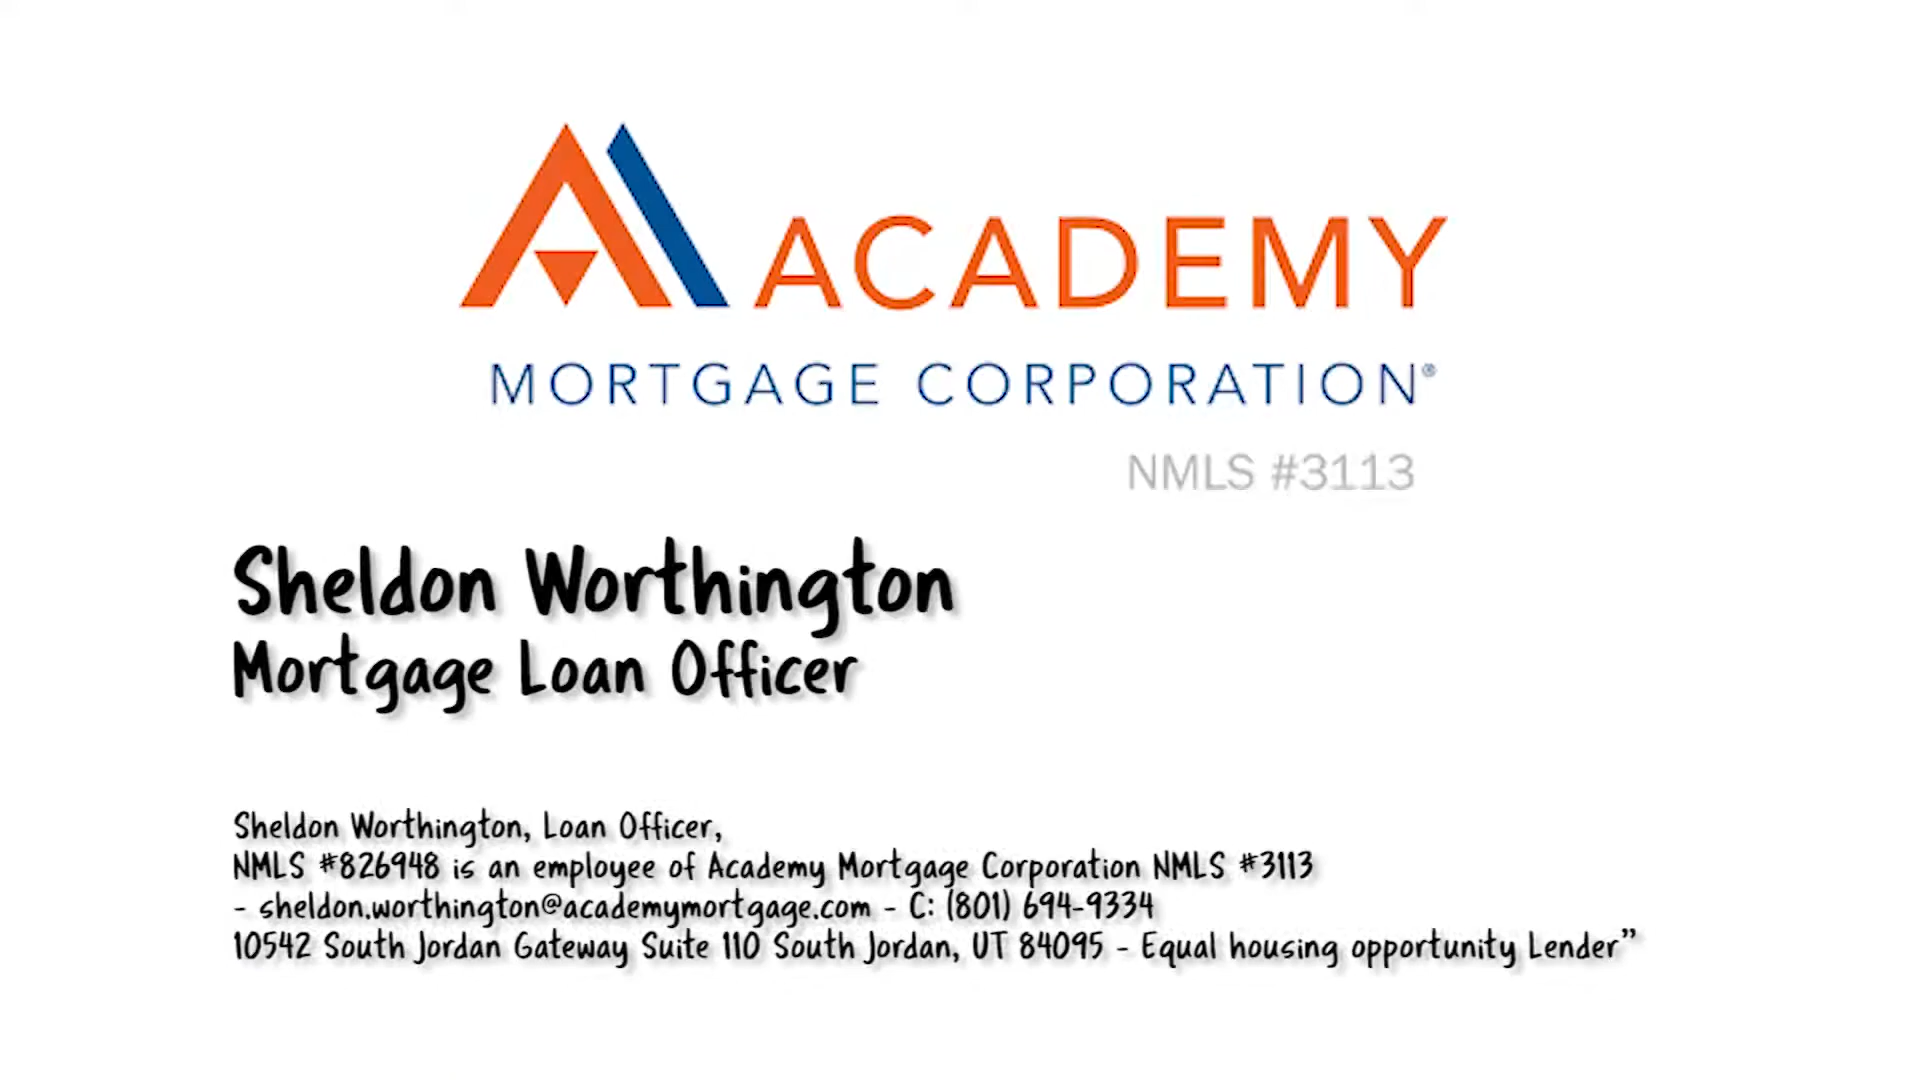 ACADEMY
MORTGAGE CORPORATION®
NMLS #3113
Sheldon Worthington
Mortgage Loan Officer
Sheldon Worthington, Loan Officer,
NMLS #826948 is an employee of Academy Mortgage Corporation NMLS #3113
- sheldon.worthington@academymortgage.com - C: (801) 694-9334
10542 South Jordan Gateway Suite 110 South Jordan, UT 84095 - Equal housing opportunity Lender”